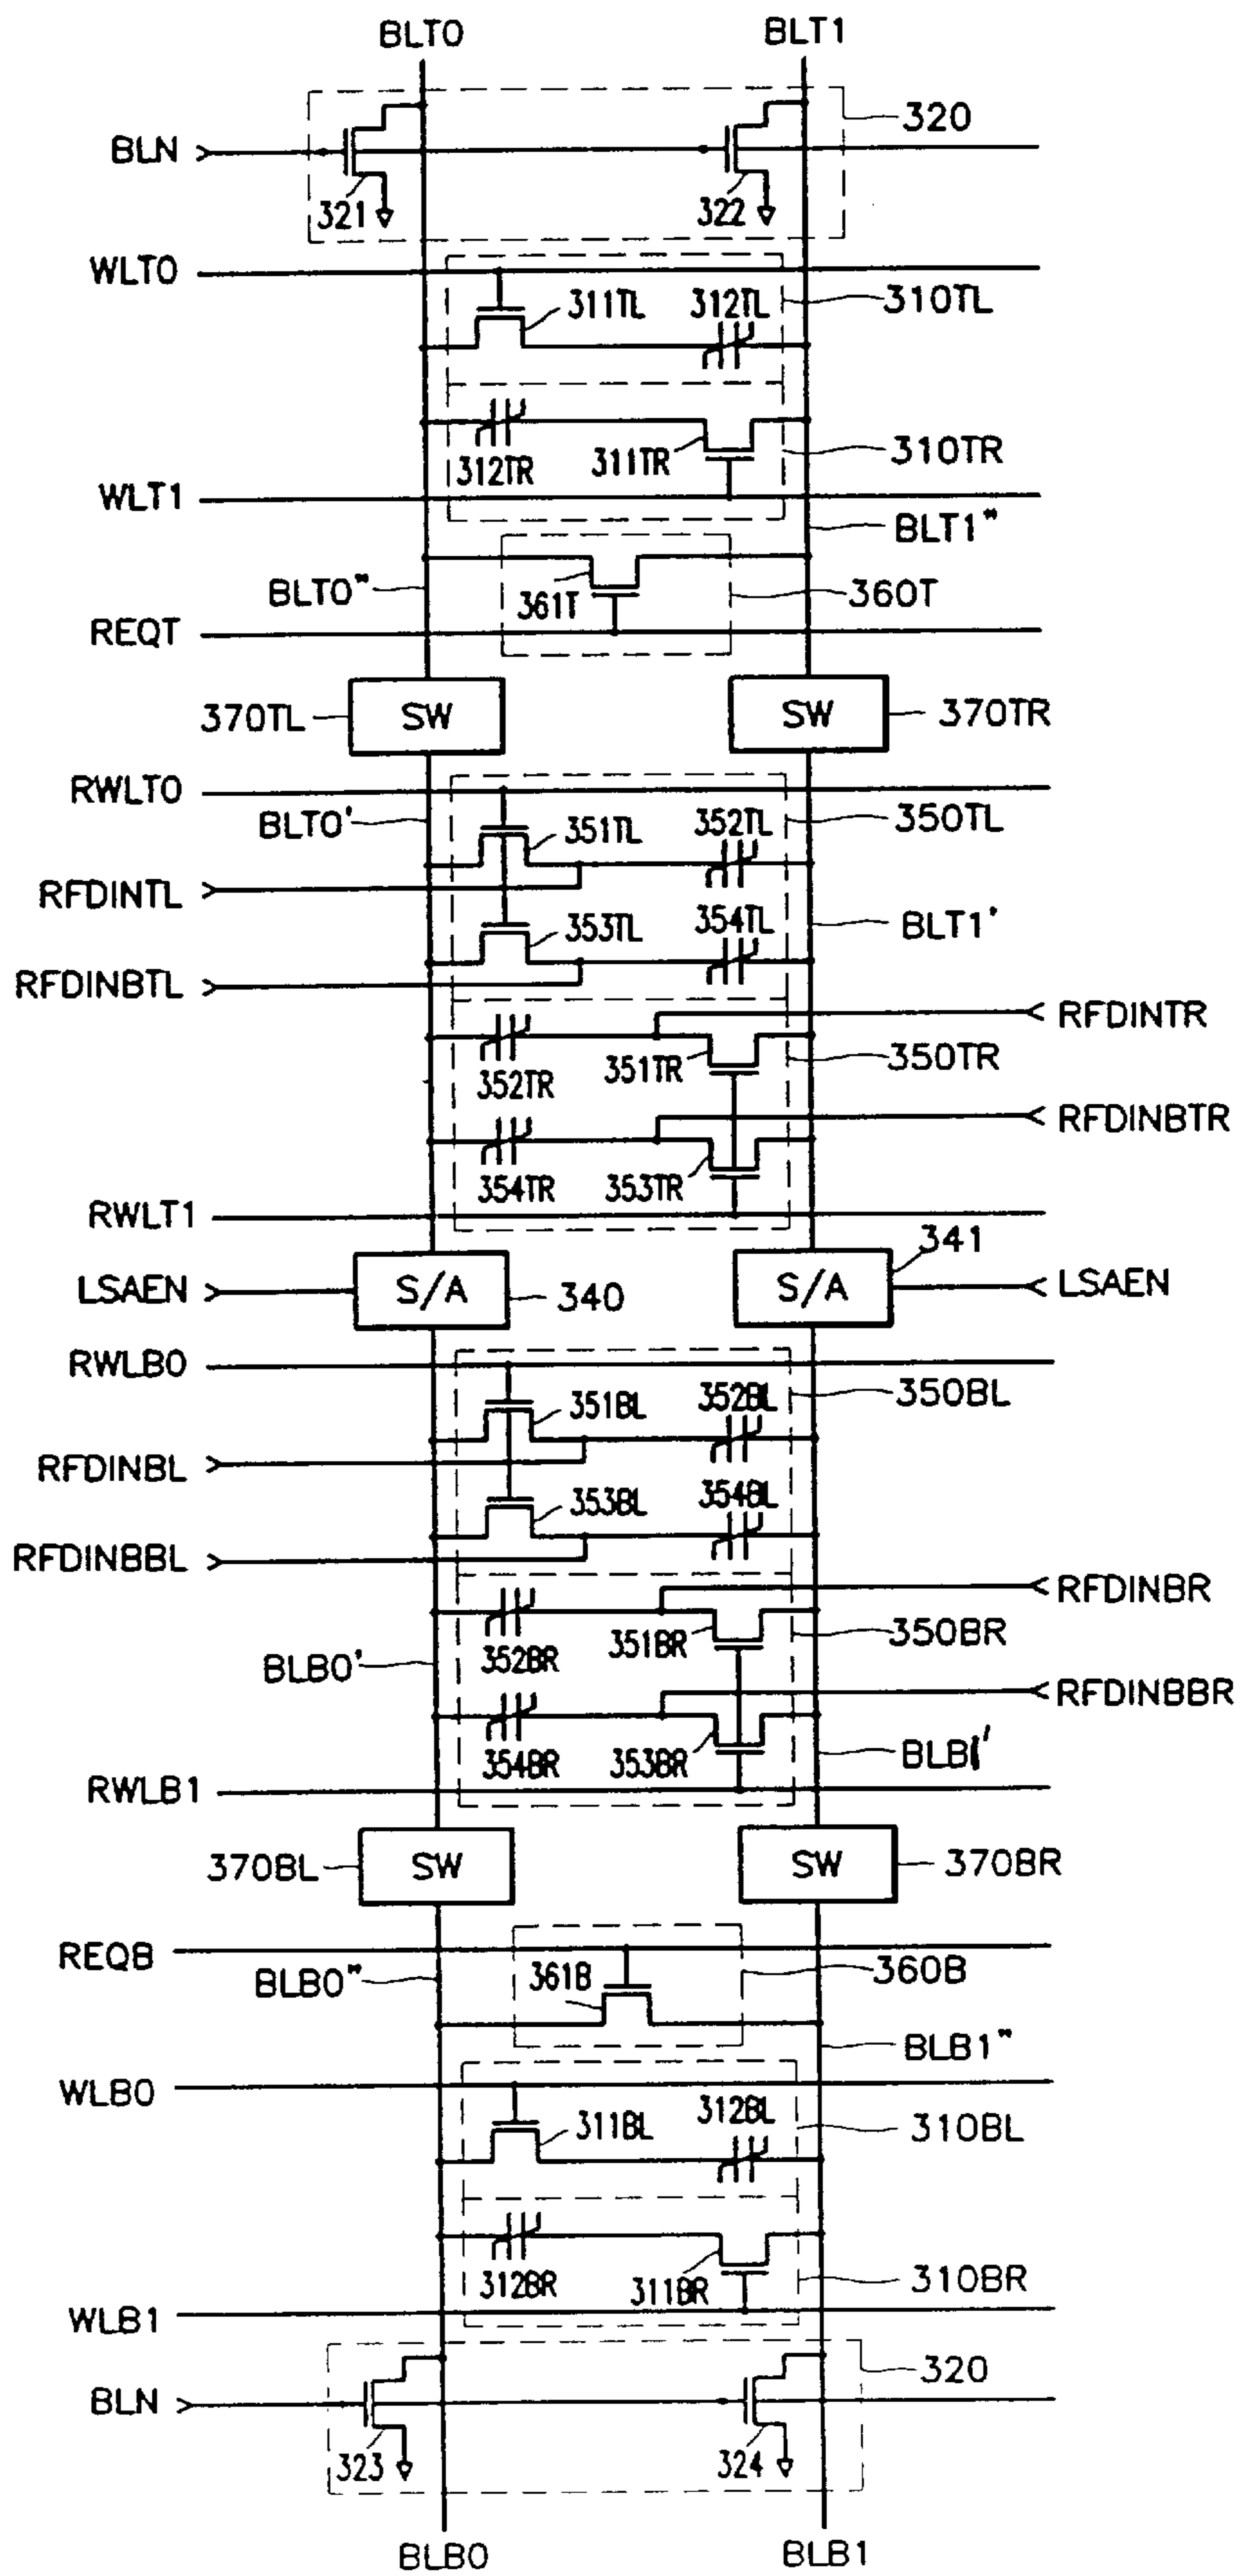 BLT0 BLT1
320
BLN
321 322
WLT0
311TL 312TL 310TL
312TR 311TR 310TR
WLT1
BLT1"
BLT0" 361T 360T
REQT
370TL SW SW 370TR
RWLT0
BLT0' 351TL 352TL 350TL
RFDINTL
353TL 354TL BLT1'
RFDINBTL
RFDINTR
352TR 351TR 350TR
RFDINBTR
354TR 353TR
RWLT1
341
LSAEN S/A 340 S/A LSAEN
RWLB0
351BL 352BL 350BL
RFDINBL
353BL 354BL
RFDINBBL
RFDINBR
352BR 351BR 350BR
BLB0'
RFDINBBR
354BR 353BR BLB1'
RWLB1
370BL SW SW 370BR
REQB
BLB0" 361B 360B
BLB1"
WLB0
311BL 312BL 310BL
312BR 311BR 310BR
WLB1
320
BLN
323 324
BLB0 BLB1